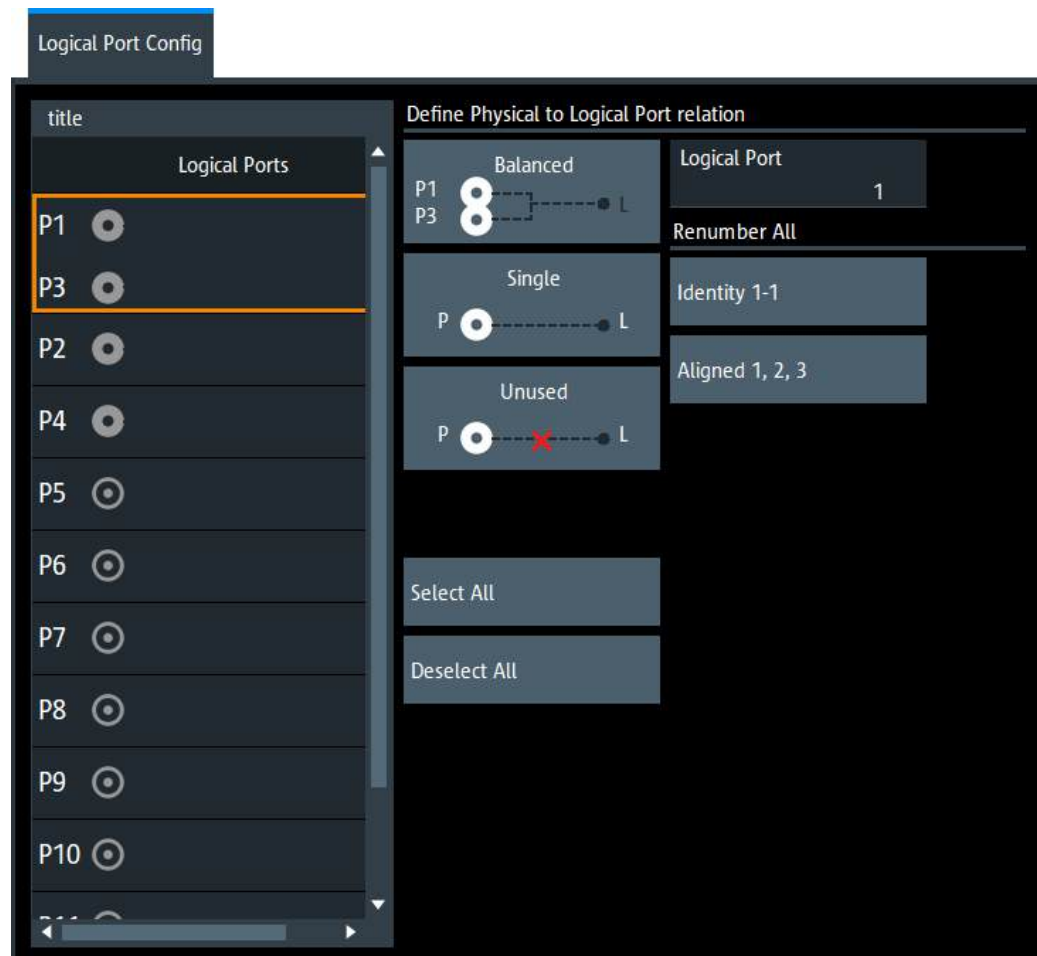 Logical Port Config
title
Logical Ports
P1
P3
P2
P4
P5
P6
P7
P8
P9
P10
Define Physical to Logical Port relation
Balanced
P1
P3
L
Single
P
L
Unused
P
L
Select All
Deselect All
Logical Port
1
Renumber All
Identity 1-1
Aligned 1, 2, 3